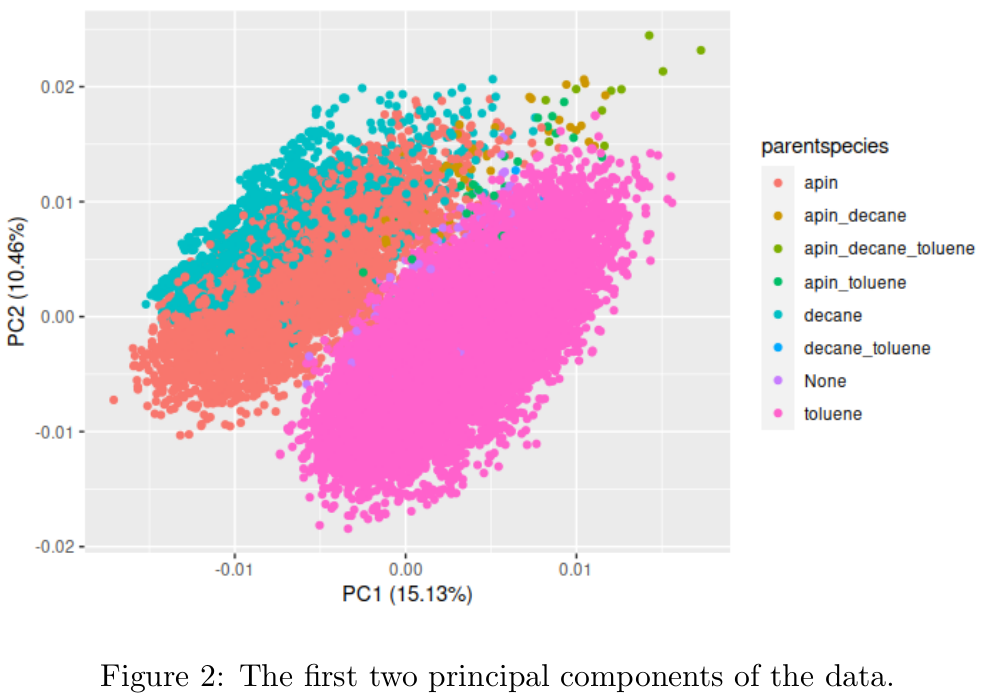 0.02
0.01
0.00
-0.01
-0.02
PC2 (10.46%)
-0.01
0.00
0.01
PC1 (15.13%)
parentspecies
apin
apin_decane
apin_decane_toluene
apin_toluene
decane
decane_toluene
None
toluene
Figure 2: The first two principal components of the data.